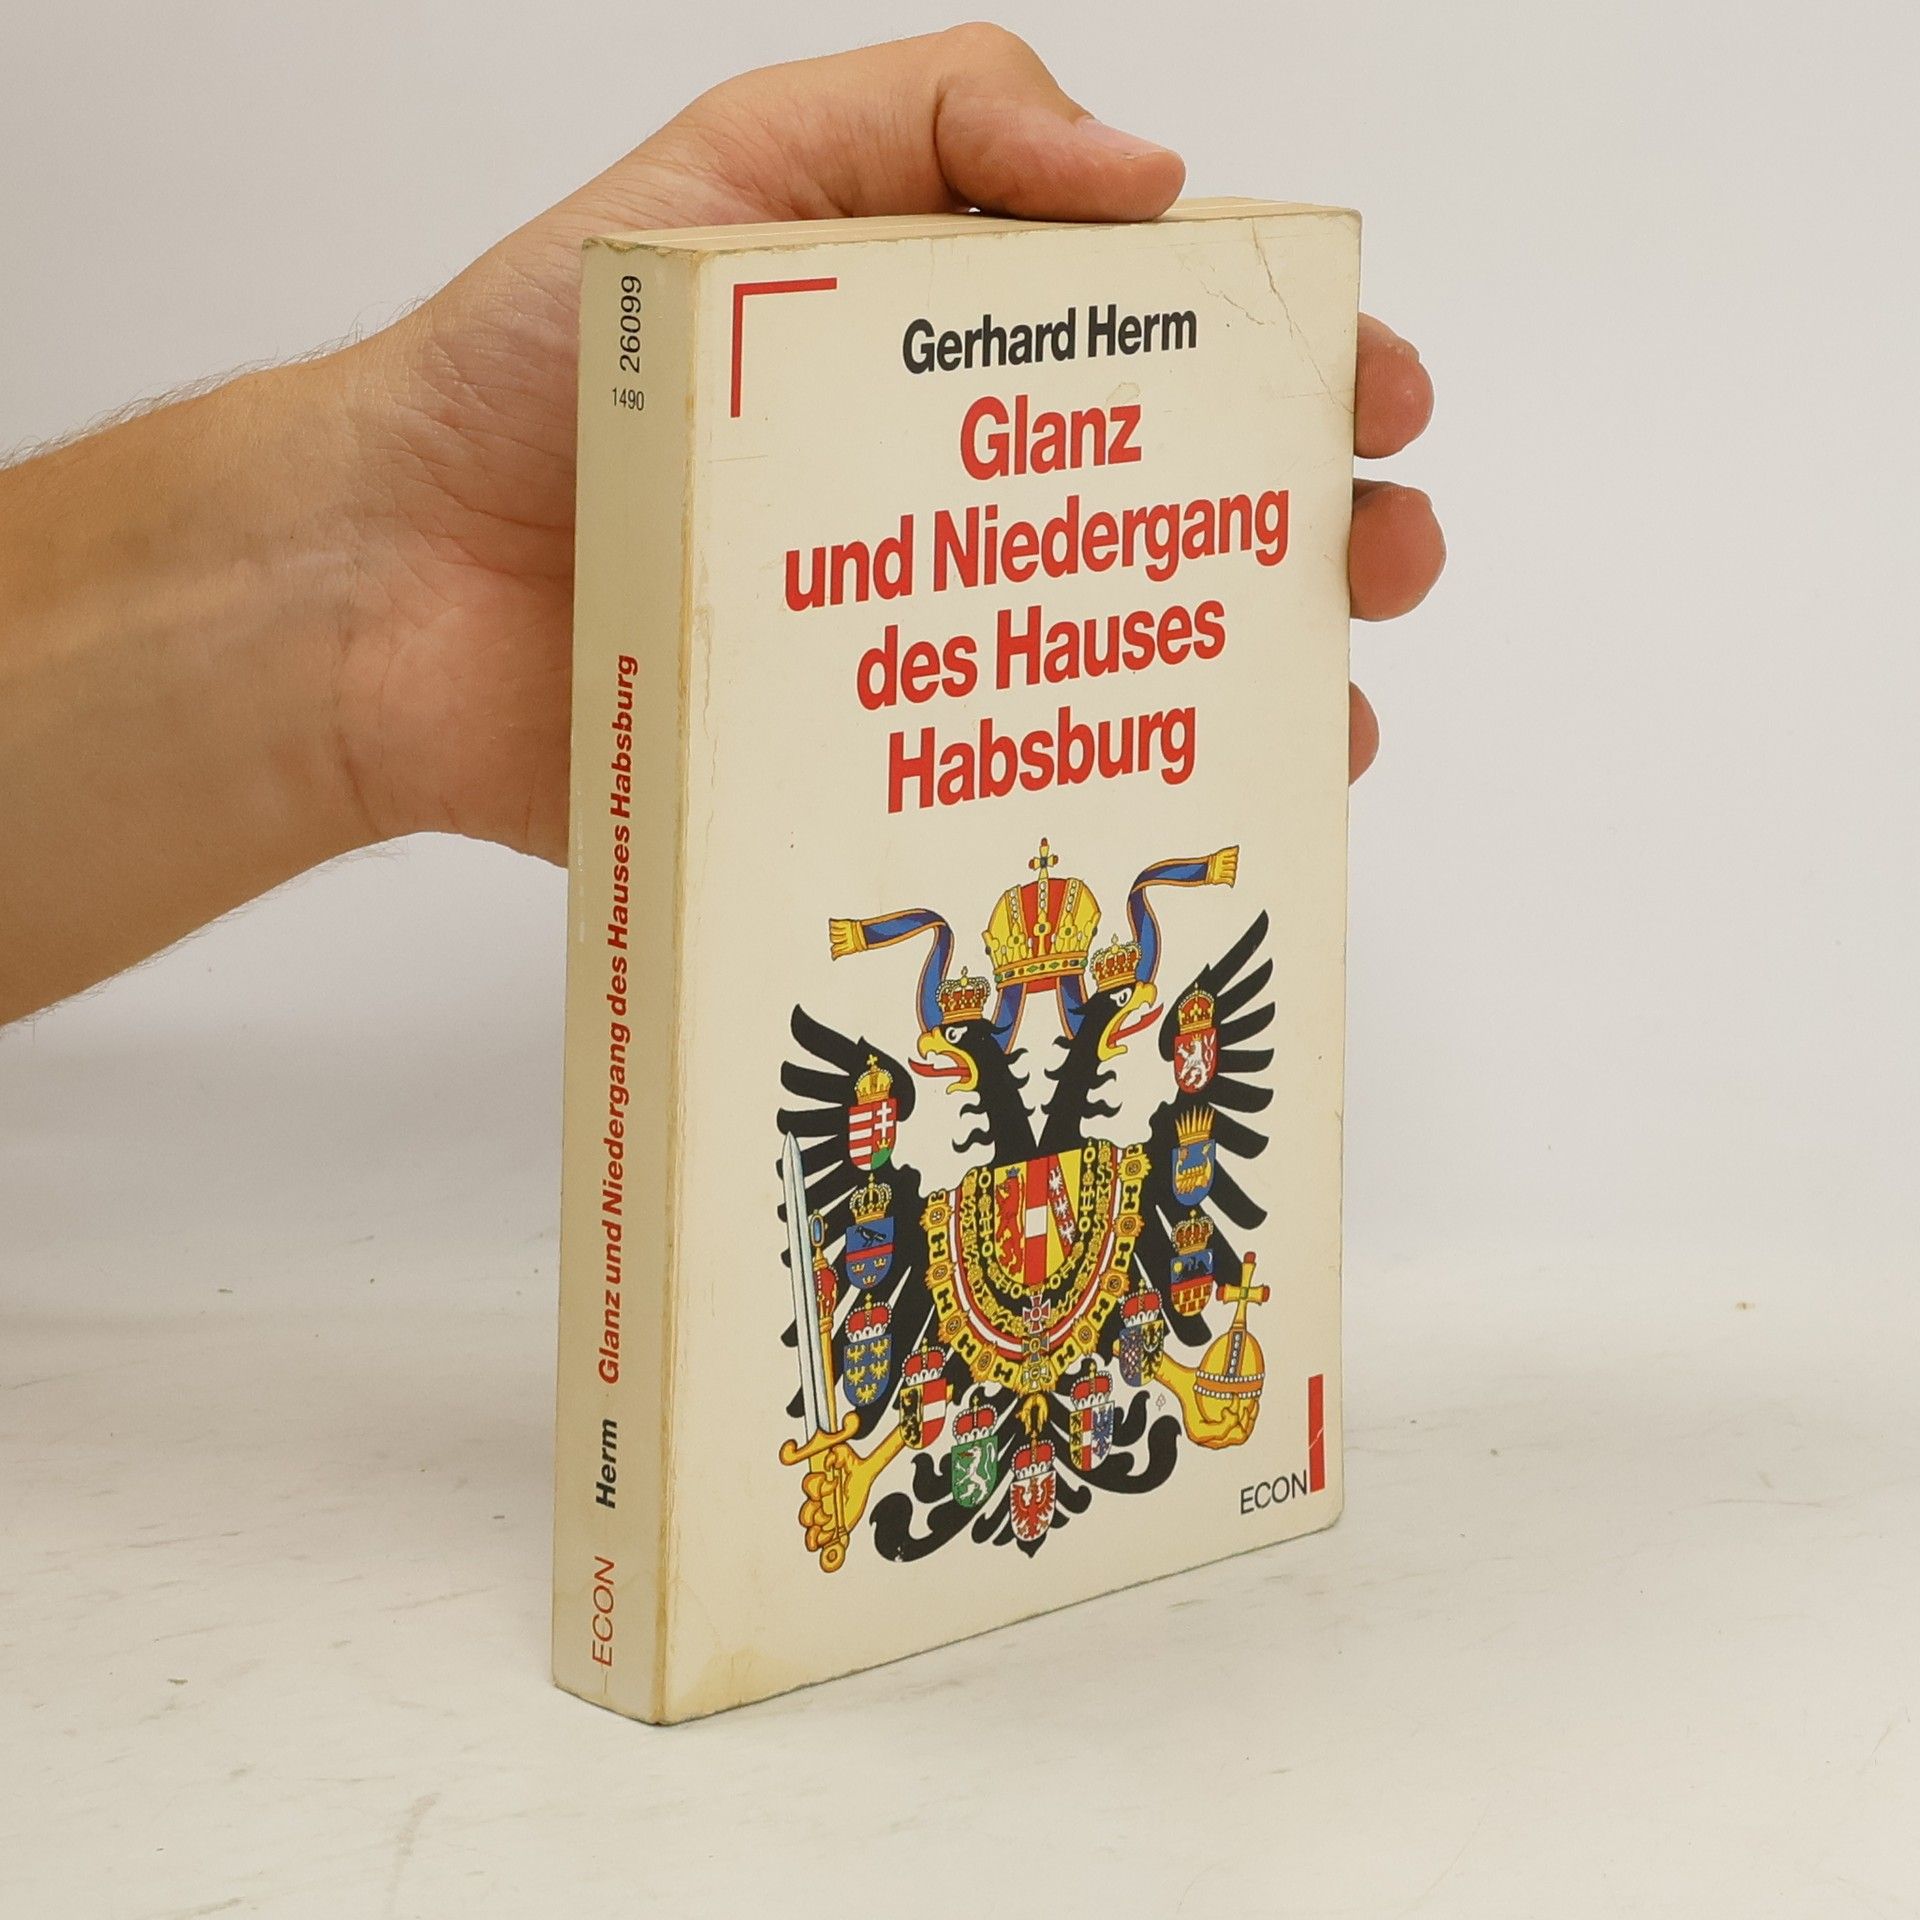 Gerhard Herm
Glanz
und Niedergang
des Hauses
Habsburg
ECON
26099
1490
ECON Herm Glanz und Niedergang des Hauses Habsburg